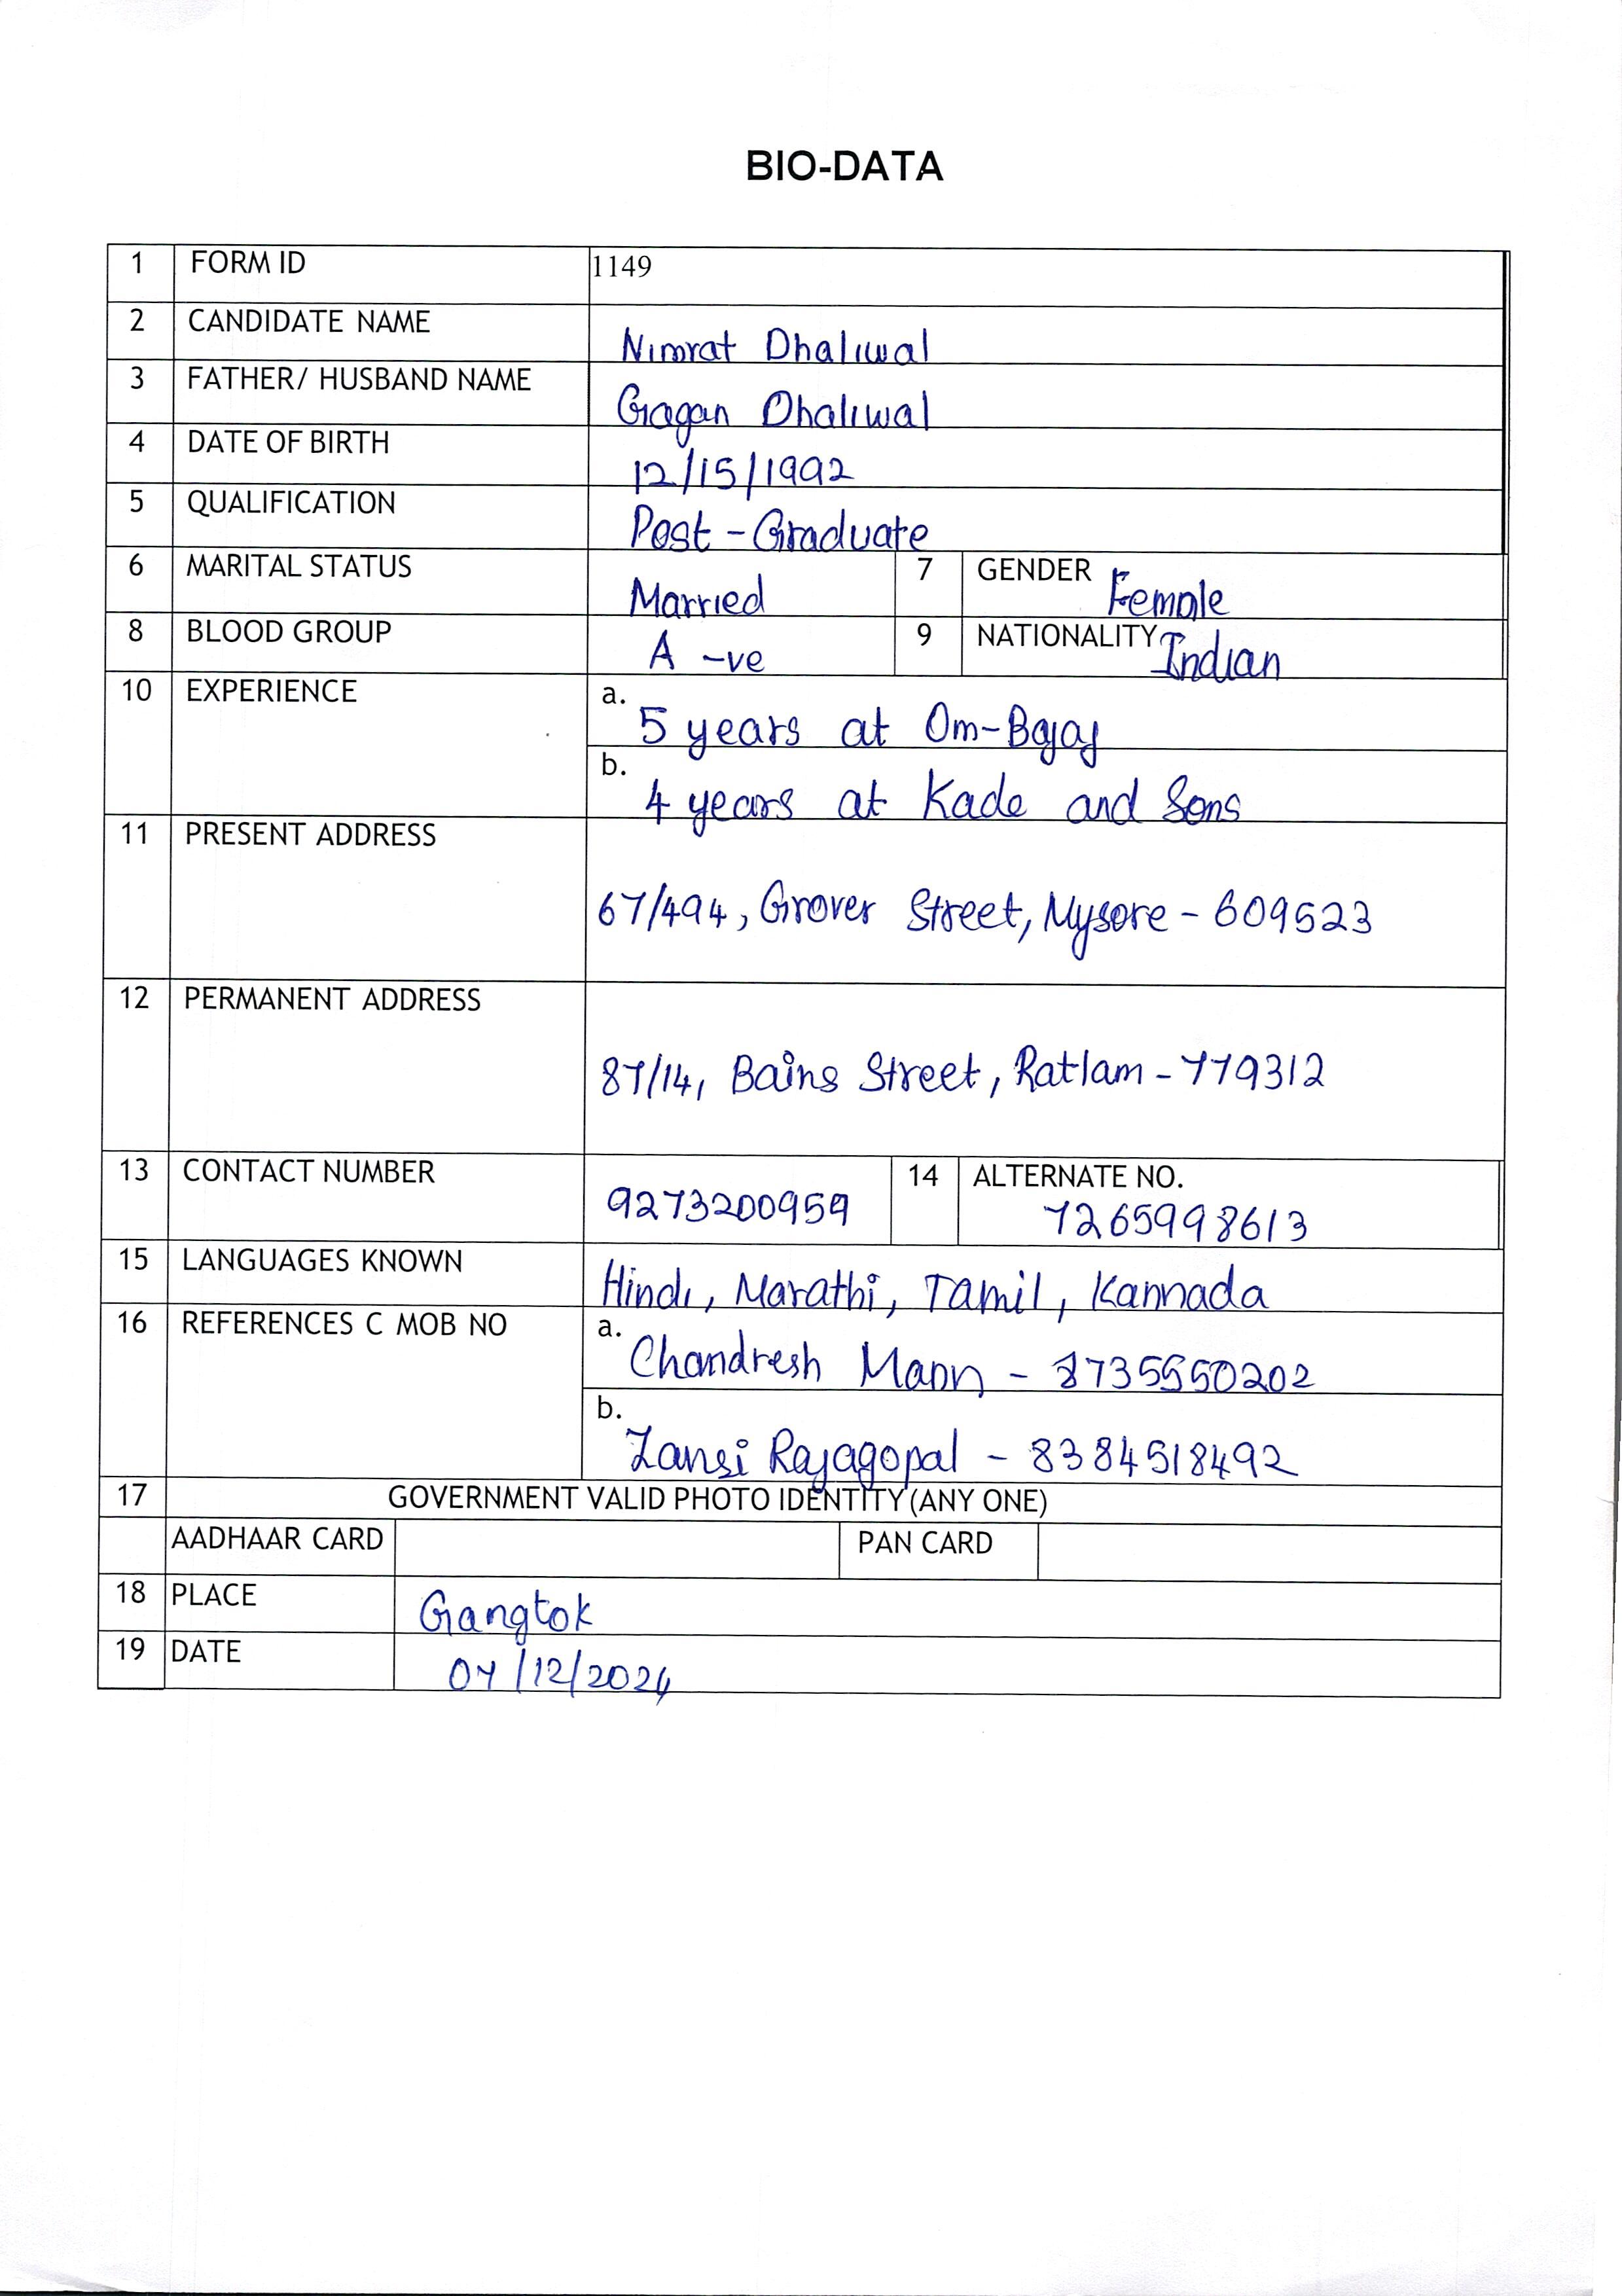 BIO-DATA
1 FORM ID 1149
2 CANDIDATE NAME Nimrat Dhaliwal
3 FATHER/ HUSBAND NAME Gagan Dhaliwal
4 DATE OF BIRTH 12/15/1992
5 QUALIFICATION Post-Graduate
6 MARITAL STATUS Married 7 GENDER Female
8 BLOOD GROUP A -ve 9 NATIONALITY Indian
10 EXPERIENCE a. 5 years at Om-Bajaj
b. 4 years at Kade and Sons
11 PRESENT ADDRESS
67/494, Grover Street, Mysore - 609523
12 PERMANENT ADDRESS
87/14, Bains Street, Ratlam - 779312
13 CONTACT NUMBER 9273200959 14 ALTERNATE NO. 7265998613
15 LANGUAGES KNOWN Hindi, Marathi, Tamil, Kannada
16 REFERENCES C MOB NO a. Chandresh Mann - 8735550202
b. Zansi Rajagopal - 8384518492
17 GOVERNMENT VALID PHOTO IDENTITY (ANY ONE)
AADHAAR CARD PAN CARD
18 PLACE Gangtok
19 DATE 07/12/2024